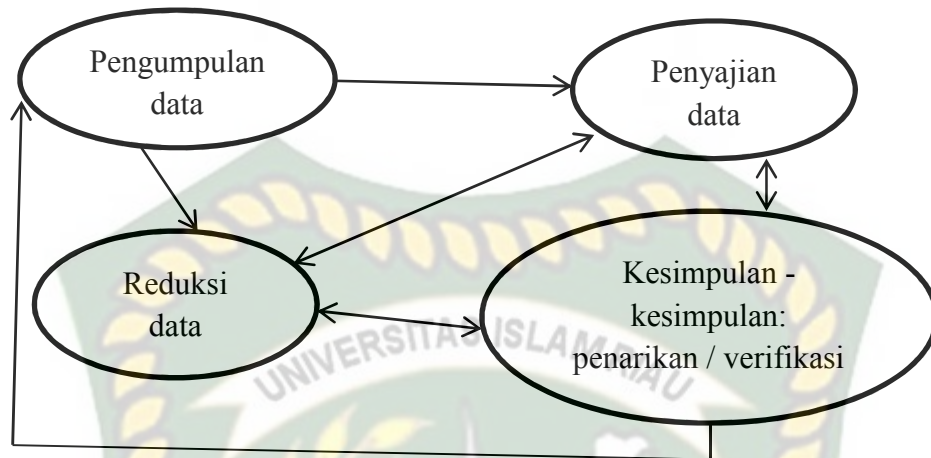 Pengumpulan
data
Penyajian
data
Reduksi
data
Kesimpulan -
kesimpulan:
penarikan / verifikasi
UNIVERSITAS ISLAM RIAU